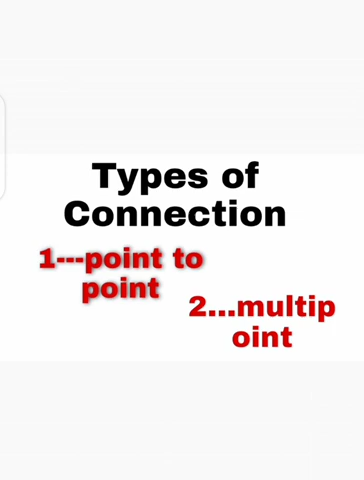 Types of
Connection
1---point to
point
2...multip
oint